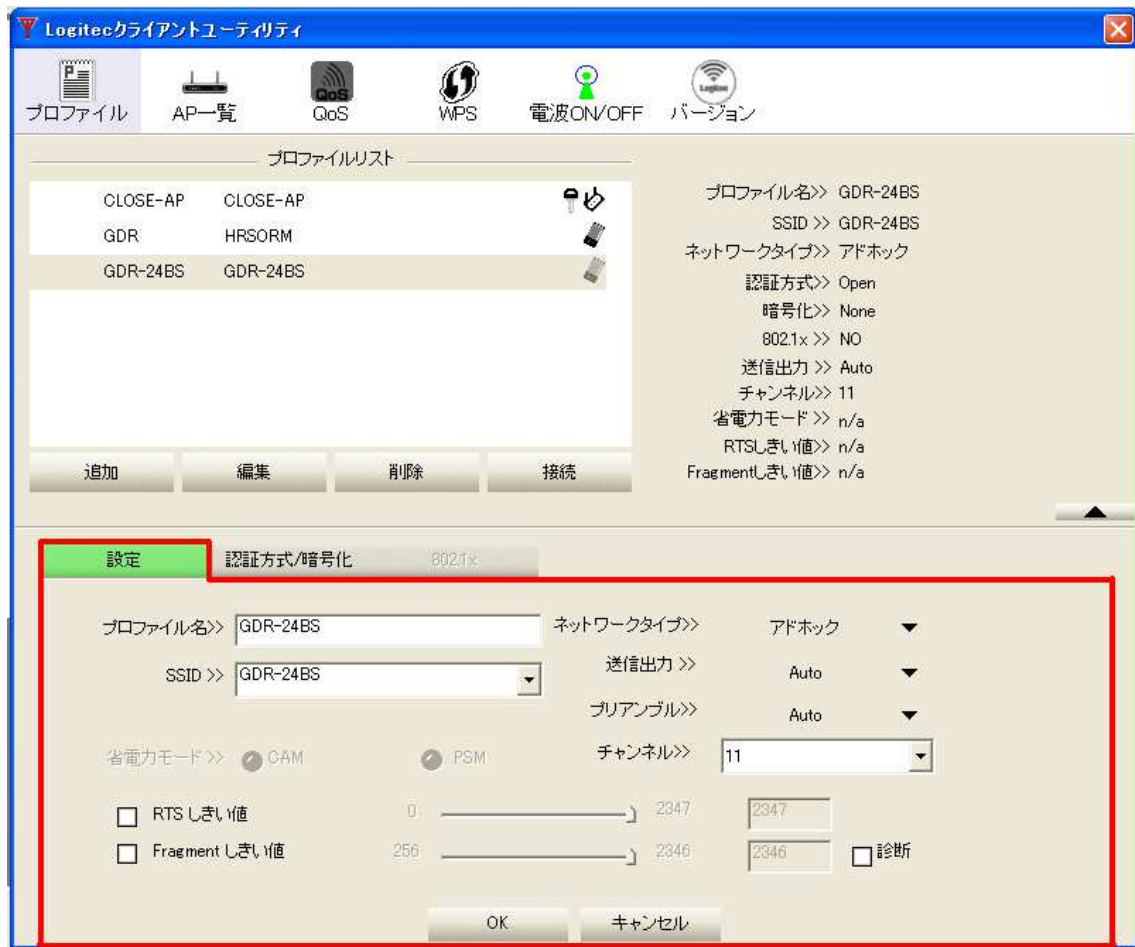 Logitecクライアントユーティリティ
プロファイル AP一覧 QoS WPS 電波ON/OFF バージョン
プロファイルリスト
CLOSE-AP CLOSE-AP
GDR HRSORM
GDR-24BS GDR-24BS
追加 編集 削除 接続
プロファイル名>> GDR-24BS
SSID >> GDR-24BS
ネットワークタイプ>> アドホック
認証方式>> Open
暗号化>> None
802.1x >> NO
送信出力 >> Auto
チャンネル>> 11
省電力モード >> n/a
RTSしきい値>> n/a
Fragmentしきい値>> n/a
設定 認証方式/暗号化 802.1x
プロファイル名>> GDR-24BS ネットワークタイプ>> アドホック
SSID >> GDR-24BS 送信出力 >> Auto
プリアンブル>> Auto
省電力モード >> CAM PSM チャンネル>> 11
RTS しきい値 0 2347 2347
Fragment しきい値 256 2346 2346 診断
OK キャンセル